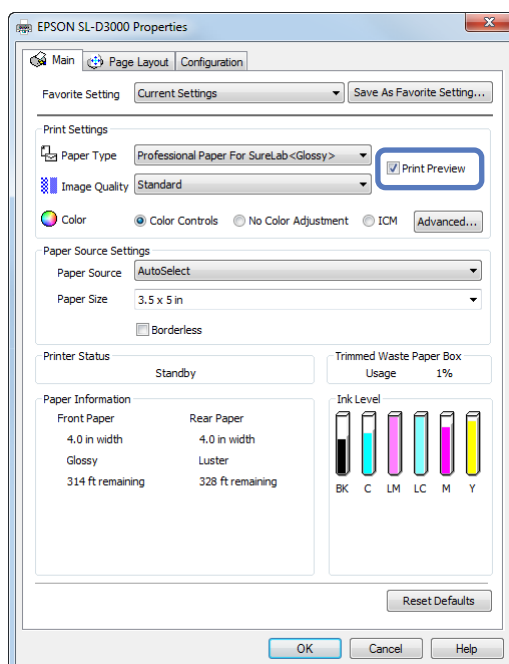 EPSON SL-D3000 Properties
Main Page Layout Configuration
Favorite Setting Current Settings Save As Favorite Setting...
Print Settings
Paper Type Professional Paper For SureLab<Glossy> Print Preview
Image Quality Standard
Color Color Controls No Color Adjustment ICM Advanced...
Paper Source Settings
Paper Source AutoSelect
Paper Size 3.5 x 5 in
Borderless
Printer Status Trimmed Waste Paper Box
Standby Usage 1%
Paper Information Ink Level
Front Paper Rear Paper
4.0 in width 4.0 in width
Glossy Luster
314 ft remaining 328 ft remaining
BK C LM LC M Y
Reset Defaults
OK Cancel Help